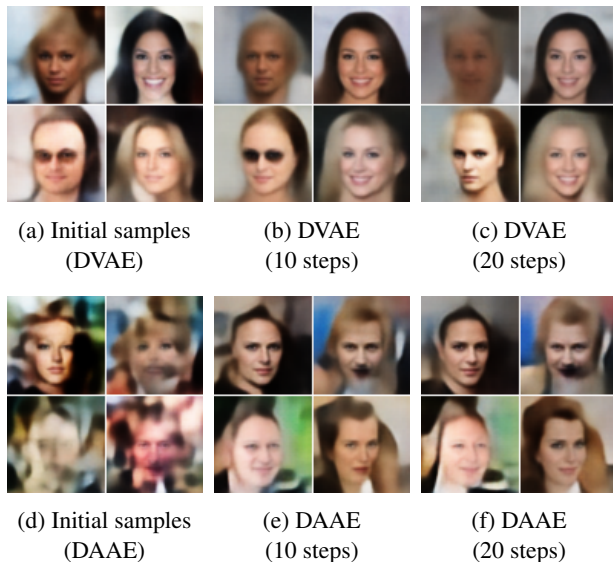 (a) Initial samples
(DVAE)
(b) DVAE
(10 steps)
(c) DVAE
(20 steps)
(d) Initial samples
(DAAE)
(e) DAAE
(10 steps)
(f) DAAE
(20 steps)